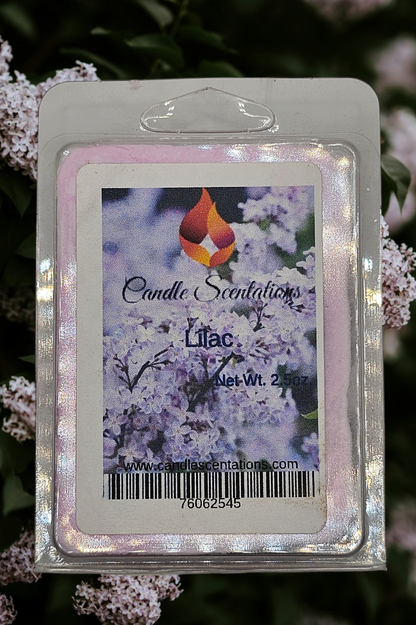 Candle Scentations
Lilac
Net Wt. 2.5oz
www.candlescentations.com
76062545